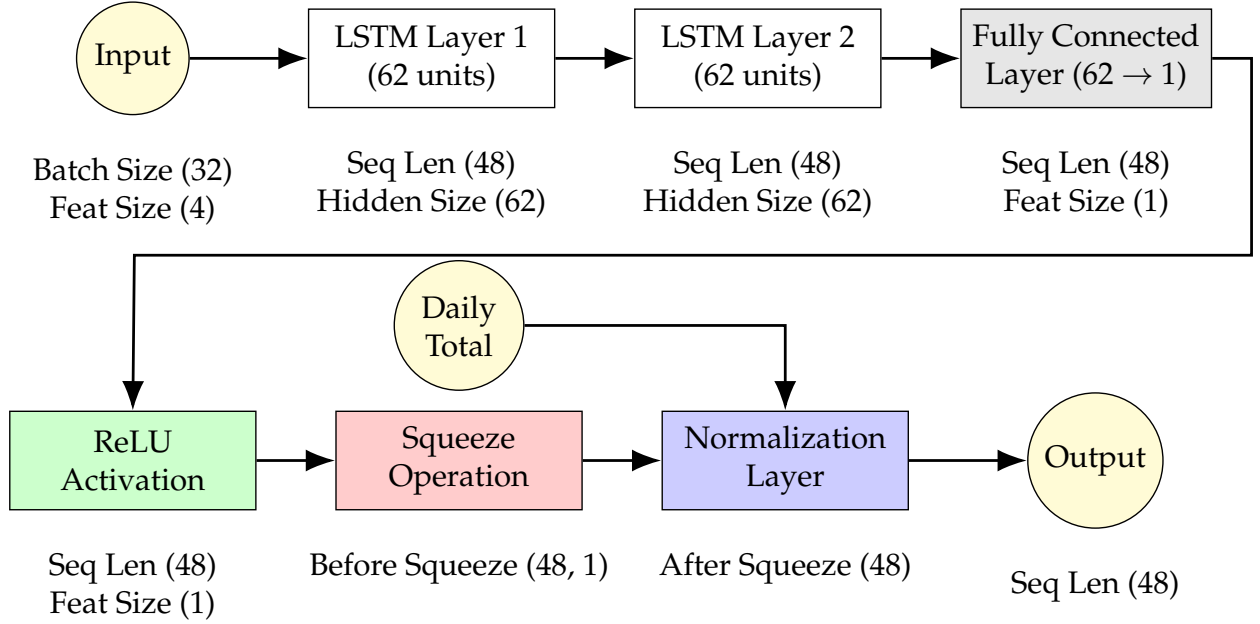 Input
LSTM Layer 1
(62 units)
LSTM Layer 2
(62 units)
Fully Connected
Layer (62 → 1)
Batch Size (32)
Feat Size (4)
Seq Len (48)
Hidden Size (62)
Seq Len (48)
Hidden Size (62)
Seq Len (48)
Feat Size (1)
Daily
Total
ReLU
Activation
Squeeze
Operation
Normalization
Layer
Output
Seq Len (48)
Feat Size (1)
Before Squeeze (48, 1)
After Squeeze (48)
Seq Len (48)